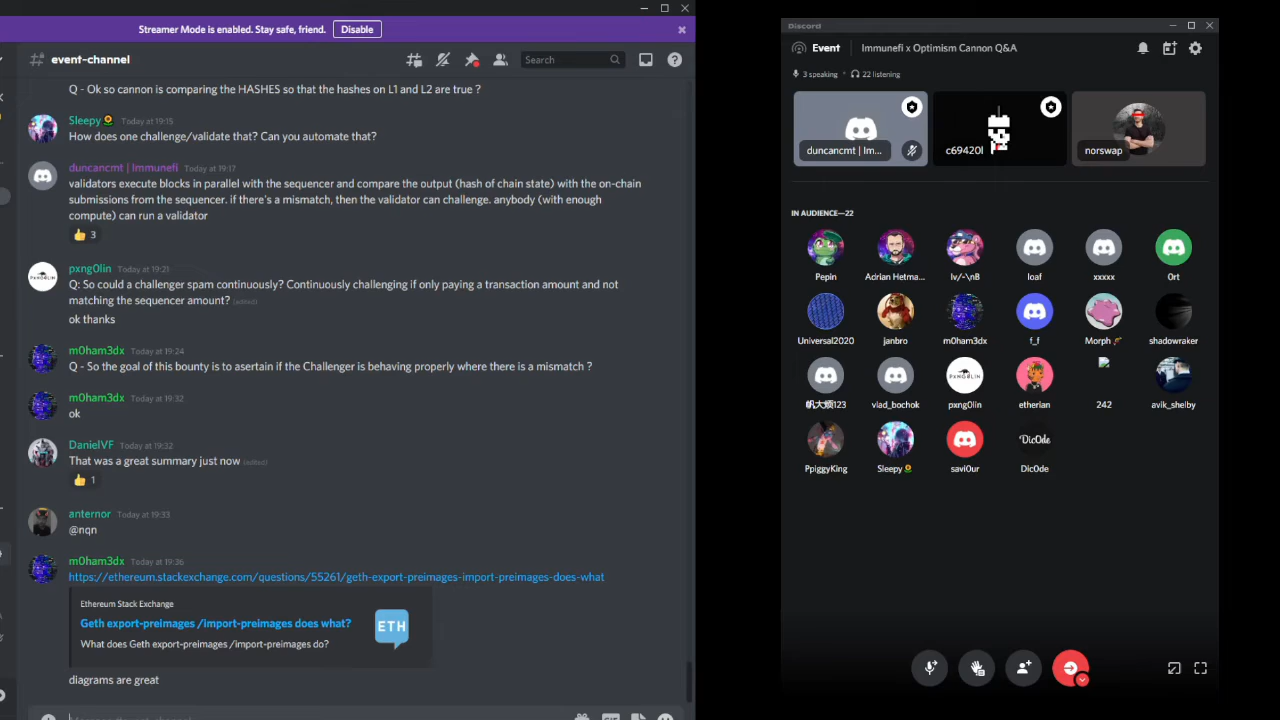 Streamer Mode is enabled. Stay safe, friend.
Disable
event-channel
Search
Q - Ok so cannon is comparing the HASHES so that the hashes on L1 and L2 are true ?
Sleepy🌻 Today at 19:15
How does one challenge/validate that? Can you automate that?
duncancmt | Immunefi Today at 19:17
validators execute blocks in parallel with the sequencer and compare the output (hash of chain state) with the on-chain
submissions from the sequencer. if there's a mismatch, then the validator can challenge. anybody (with enough
compute) can run a validator
👍 3
pxng0lin Today at 19:21
Q: So could a challenger spam continuously? Continuously challenging if only paying a transaction amount and not
matching the sequencer amount? (edited)
ok thanks
m0ham3dx Today at 19:24
Q - So the goal of this bounty is to asertain if the Challenger is behaving properly where there is a mismatch ?
m0ham3dx Today at 19:32
ok
DanielVF Today at 19:32
That was a great summary just now (edited)
👍 1
anternor Today at 19:33
@nqn
m0ham3dx Today at 19:36
https://ethereum.stackexchange.com/questions/55261/geth-export-preimages-import-preimages-does-what
Ethereum Stack Exchange
Geth export-preimages /import-preimages does what?
ETH
What does Geth export-preimages /import-preimages do?
diagrams are great
Discord
Event
Immunefi x Optimism Cannon Q&A
3 speaking · 22 listening
duncancmt | Im...
c69420l
norswap
IN AUDIENCE—22
Pepin
Adrian Hetma...
lv/-\nB
loaf
xxxxx
0rt
Universal2020
janbro
m0ham3dx
f_f
Morph
shadowraker
PXNG0LIN
帆大烦123
vlad_bochok
pxng0lin
etherian
242
avik_shelby
Dic0de
PpiggyKing
Sleepy🌻
savi0ur
Dic0de